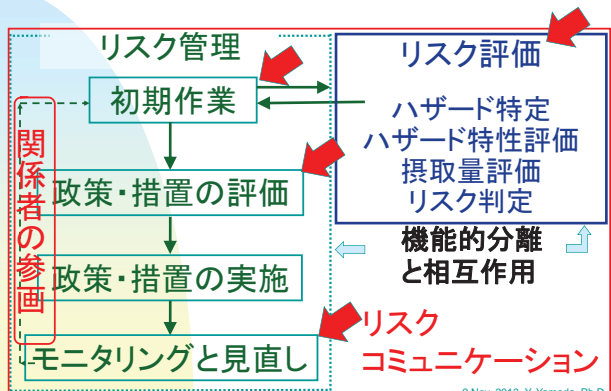 リスク管理
初期作業
政策・措置の評価
政策・措置の実施
モニタリングと見直し
関係者の参画
リスク評価
ハザード特定
ハザード特性評価
摂取量評価
リスク判定
機能的分離
と相互作用
リスク
コミュニケーション